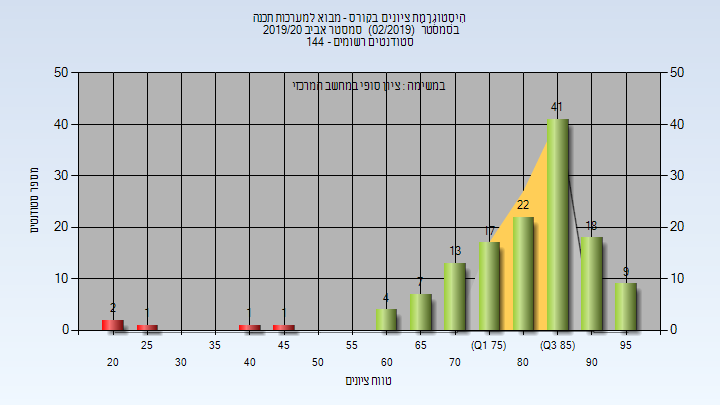 היסטוגרמת ציונים בקורס - מבוא למערכות תכנה
בסמסטר (02/2019) סמסטר אביב 2019/20
סטודנטים רשומים - 144
במשימה : ציון סופי במחשב המרכזי
50 50
40 40
30 30
20 20
10 10
0 0
מספר סטודנטים
2 1 1 1 4 7 13 17 22 41 18 9
25 35 45 55 65 (Q1 75) (Q3 85) 95
20 30 40 50 60 70 80 90
טווח ציונים